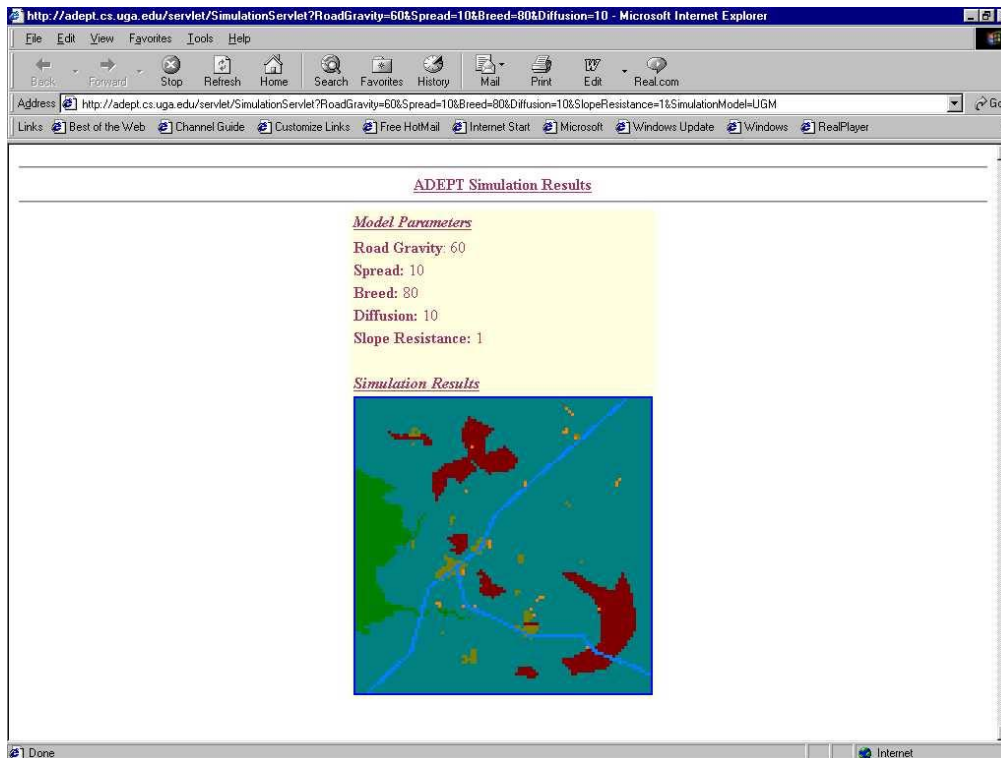 http://adept.cs.uga.edu/servlet/SimulationServlet?RoadGravity=60&Spread=10&Breed=80&Diffusion=10 - Microsoft Internet Explorer
File Edit View Favorites Tools Help
Back Forward Stop Refresh Home Search Favorites History Mail Print Edit Real.com
Address http://adept.cs.uga.edu/servlet/SimulationServlet?RoadGravity=60&Spread=10&Breed=80&Diffusion=10&SlopeResistance=1&SimulationModel=UGM Go
Links Best of the Web Channel Guide Customize Links Free HotMail Internet Start Microsoft Windows Update Windows RealPlayer
ADEPT Simulation Results
Model Parameters
Road Gravity: 60
Spread: 10
Breed: 80
Diffusion: 10
Slope Resistance: 1
Simulation Results
Done Internet